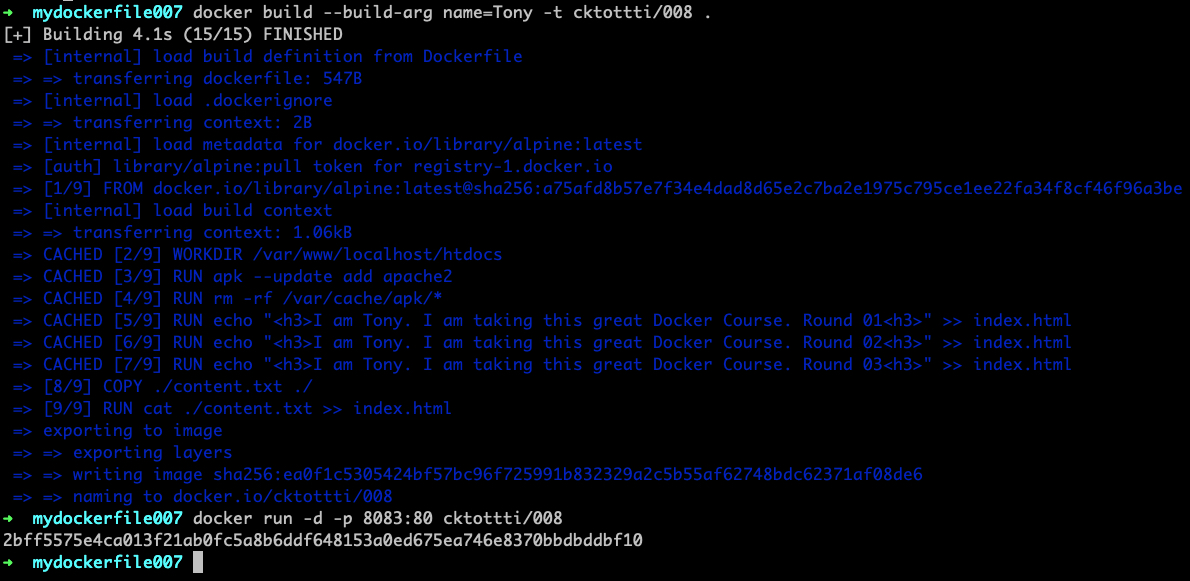 ➜  mydockerfile007 docker build --build-arg name=Tony -t cktottti/008 .
[+] Building 4.1s (15/15) FINISHED
 => [internal] load build definition from Dockerfile
 => => transferring dockerfile: 547B
 => [internal] load .dockerignore
 => => transferring context: 2B
 => [internal] load metadata for docker.io/library/alpine:latest
 => [auth] library/alpine:pull token for registry-1.docker.io
 => [1/9] FROM docker.io/library/alpine:latest@sha256:a75afd8b57e7f34e4dad8d65e2c7ba2e1975c795ce1ee22fa34f8cf46f96a3be
 => [internal] load build context
 => => transferring context: 1.06kB
 => CACHED [2/9] WORKDIR /var/www/localhost/htdocs
 => CACHED [3/9] RUN apk --update add apache2
 => CACHED [4/9] RUN rm -rf /var/cache/apk/*
 => CACHED [5/9] RUN echo "<h3>I am Tony. I am taking this great Docker Course. Round 01<h3>" >> index.html
 => CACHED [6/9] RUN echo "<h3>I am Tony. I am taking this great Docker Course. Round 02<h3>" >> index.html
 => CACHED [7/9] RUN echo "<h3>I am Tony. I am taking this great Docker Course. Round 03<h3>" >> index.html
 => [8/9] COPY ./content.txt ./
 => [9/9] RUN cat ./content.txt >> index.html
 => exporting to image
 => => exporting layers
 => => writing image sha256:ea0f1c5305424bf57bc96f725991b832329a2c5b55af62748bdc62371af08de6
 => => naming to docker.io/cktottti/008
➜  mydockerfile007 docker run -d -p 8083:80 cktottti/008
2bff5575e4ca013f21ab0fc5a8b6ddf648153a0ed675ea746e8370bbdbddbf10
➜  mydockerfile007